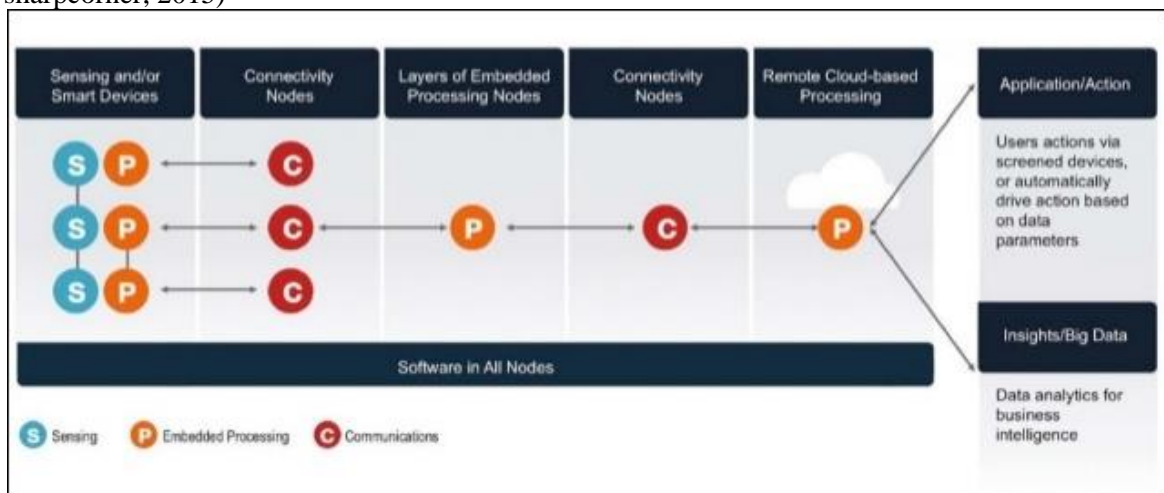 sharpcorner, 2015)
Sensing and/or
Smart Devices
Connectivity
Nodes
Layers of Embedded
Processing Nodes
Connectivity
Nodes
Remote Cloud-based
Processing
Application/Action
S P C
S P C P C P
S P C
Users actions via
screened devices,
or automatically
drive action based
on data
parameters
Insights/Big Data
Data analytics for
business
intelligence
Software in All Nodes
S Sensing P Embedded Processing C Communications